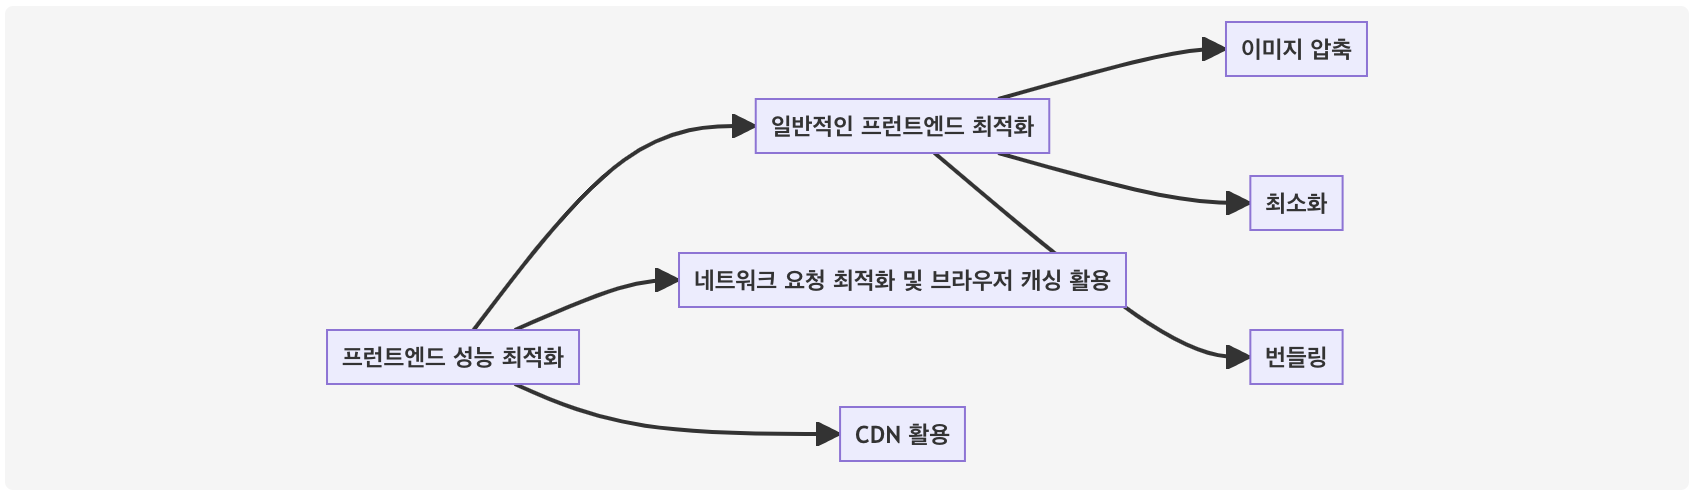 이미지 압축
일반적인 프런트엔드 최적화
최소화
네트워크 요청 최적화 및 브라우저 캐싱 활용
프런트엔드 성능 최적화
번들링
CDN 활용